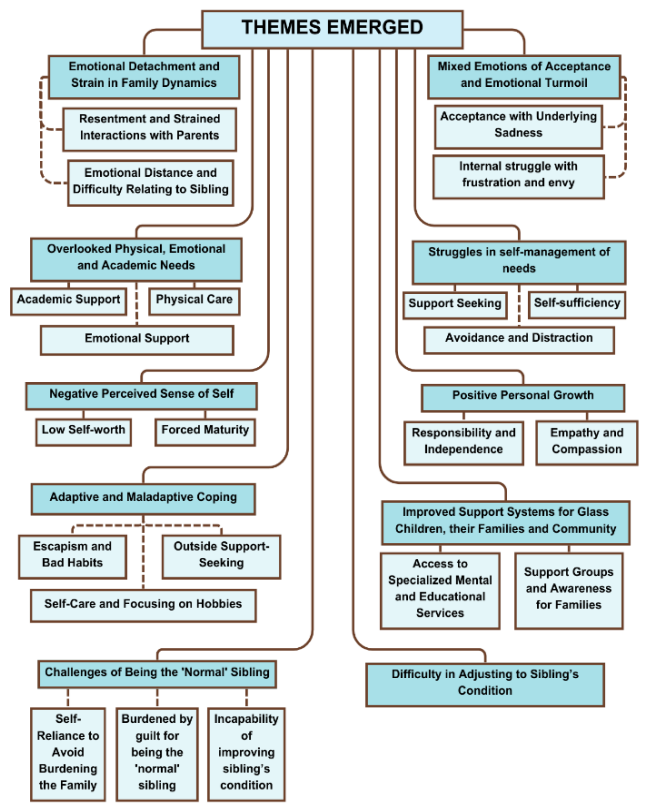 THEMES EMERGED
Emotional Detachment and
Strain in Family Dynamics
Resentment and Strained
Interactions with Parents
Emotional Distance and
Difficulty Relating to Sibling
Mixed Emotions of Acceptance
and Emotional Turmoil
Acceptance with Underlying
Sadness
Internal struggle with
frustration and envy
Overlooked Physical, Emotional
and Academic Needs
Academic Support
Physical Care
Emotional Support
Struggles in self-management of
needs
Support Seeking
Self-sufficiency
Avoidance and Distraction
Negative Perceived Sense of Self
Low Self-worth
Forced Maturity
Positive Personal Growth
Responsibility and
Independence
Empathy and
Compassion
Adaptive and Maladaptive Coping
Escapism and
Bad Habits
Outside Support-
Seeking
Self-Care and Focusing on Hobbies
Improved Support Systems for Glass
Children, their Families and Community
Access to
Specialized Mental
and Educational
Services
Support Groups
and Awareness
for Families
Challenges of Being the 'Normal' Sibling
Self-
Reliance to
Avoid
Burdening
the Family
Burdened by
guilt for
being the
'normal'
sibling
Incapability
of
improving
sibling's
condition
Difficulty in Adjusting to Sibling's
Condition